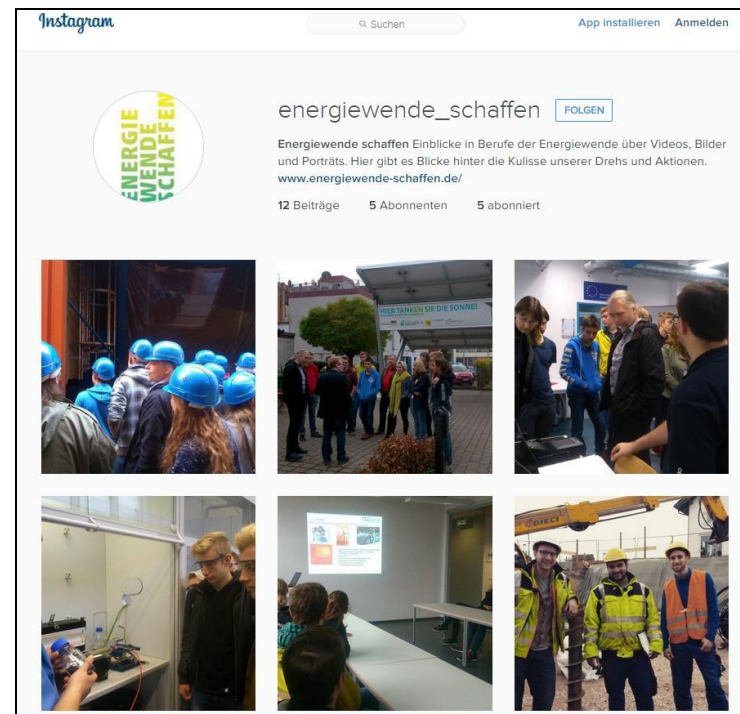 Instagram
Suchen
App installieren Anmelden
ENERGIE
WENDE
SCHAFFEN
energiewende_schaffen FOLGEN
Energiewende schaffen Einblicke in Berufe der Energiewende über Videos, Bilder
und Porträts. Hier gibt es Blicke hinter die Kulisse unserer Drehs und Aktionen.
www.energiewende-schaffen.de/
12 Beiträge 5 Abonnenten 5 abonniert
HIER TANKEN SIE DIE SONNE!
DIECI